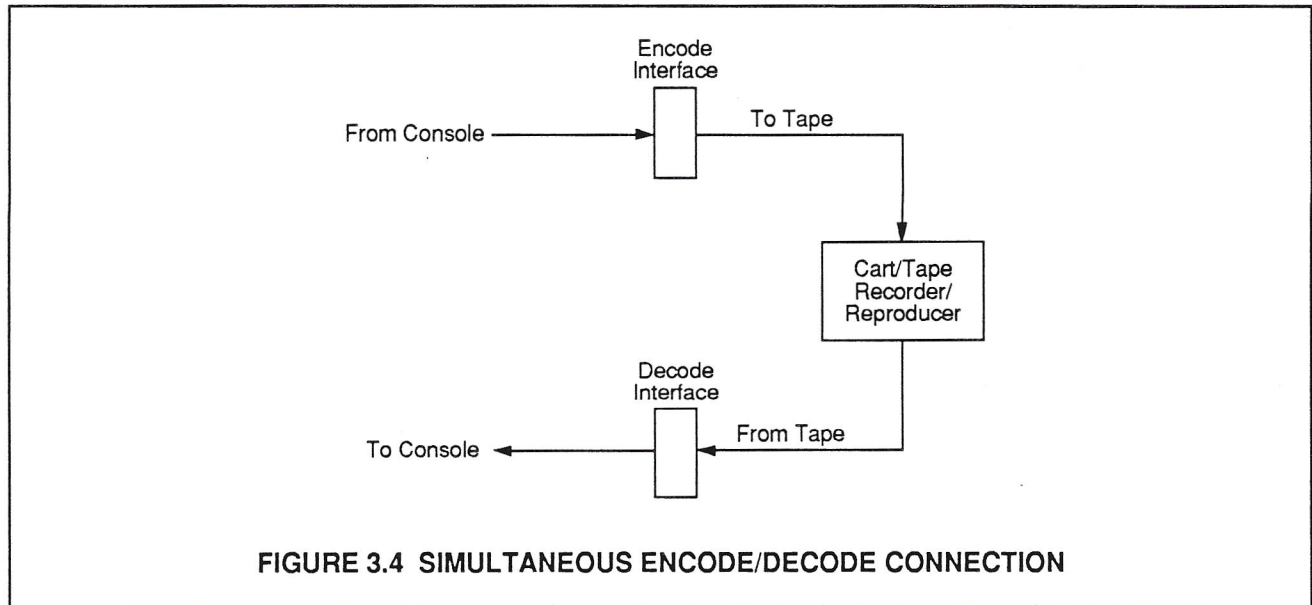 Encode
Interface
From Console
To Tape
Cart/Tape
Recorder/
Reproducer
Decode
Interface
To Console
From Tape
FIGURE 3.4 SIMULTANEOUS ENCODE/DECODE CONNECTION